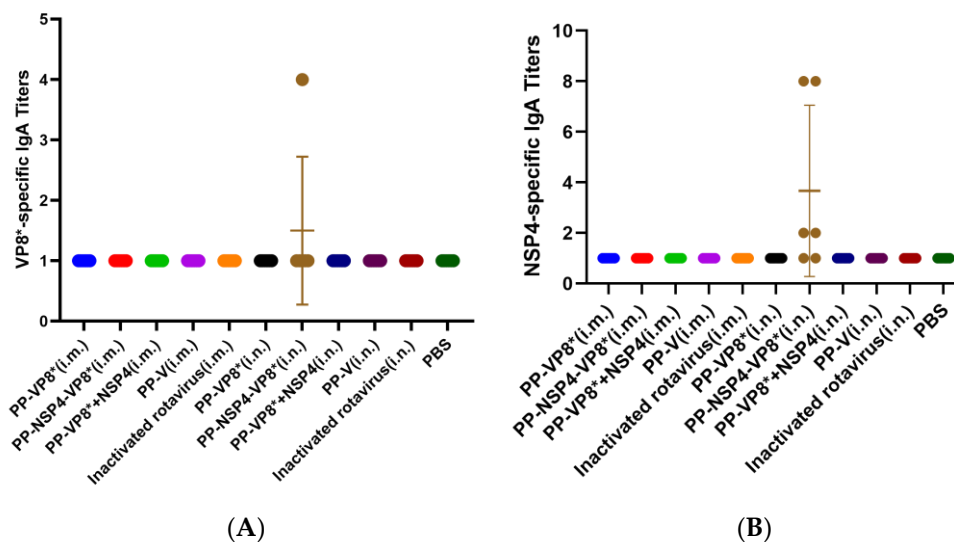 VP8*-specific IgA Titers
5
4
3
2
1
0
PP-VP8*(i.m.)
PP-NSP4-VP8*(i.m.)
PP-VP8*+NSP4(i.m.)
PP-V(i.m.)
Inactivated rotavirus(i.m.)
PP-VP8*(i.n.)
PP-NSP4-VP8*(i.n.)
PP-VP8*+NSP4(i.n.)
PP-V(i.n.)
Inactivated rotavirus(i.n.)
PBS
(A)
NSP4-specific IgA Titers
10
8
6
4
2
0
PP-VP8*(i.m.)
PP-NSP4-VP8*(i.m.)
PP-VP8*+NSP4(i.m.)
PP-V(i.m.)
Inactivated rotavirus(i.m.)
PP-VP8*(i.n.)
PP-NSP4-VP8*(i.n.)
PP-VP8*+NSP4(i.n.)
PP-V(i.n.)
Inactivated rotavirus(i.n.)
PBS
(B)